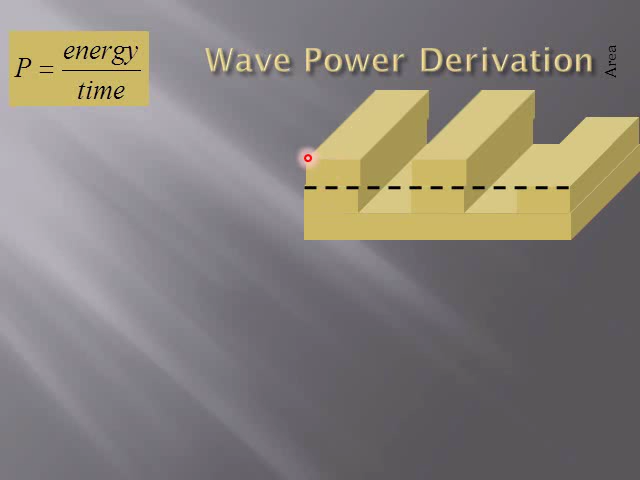 P = energy / time
Wave Power Derivation
Area